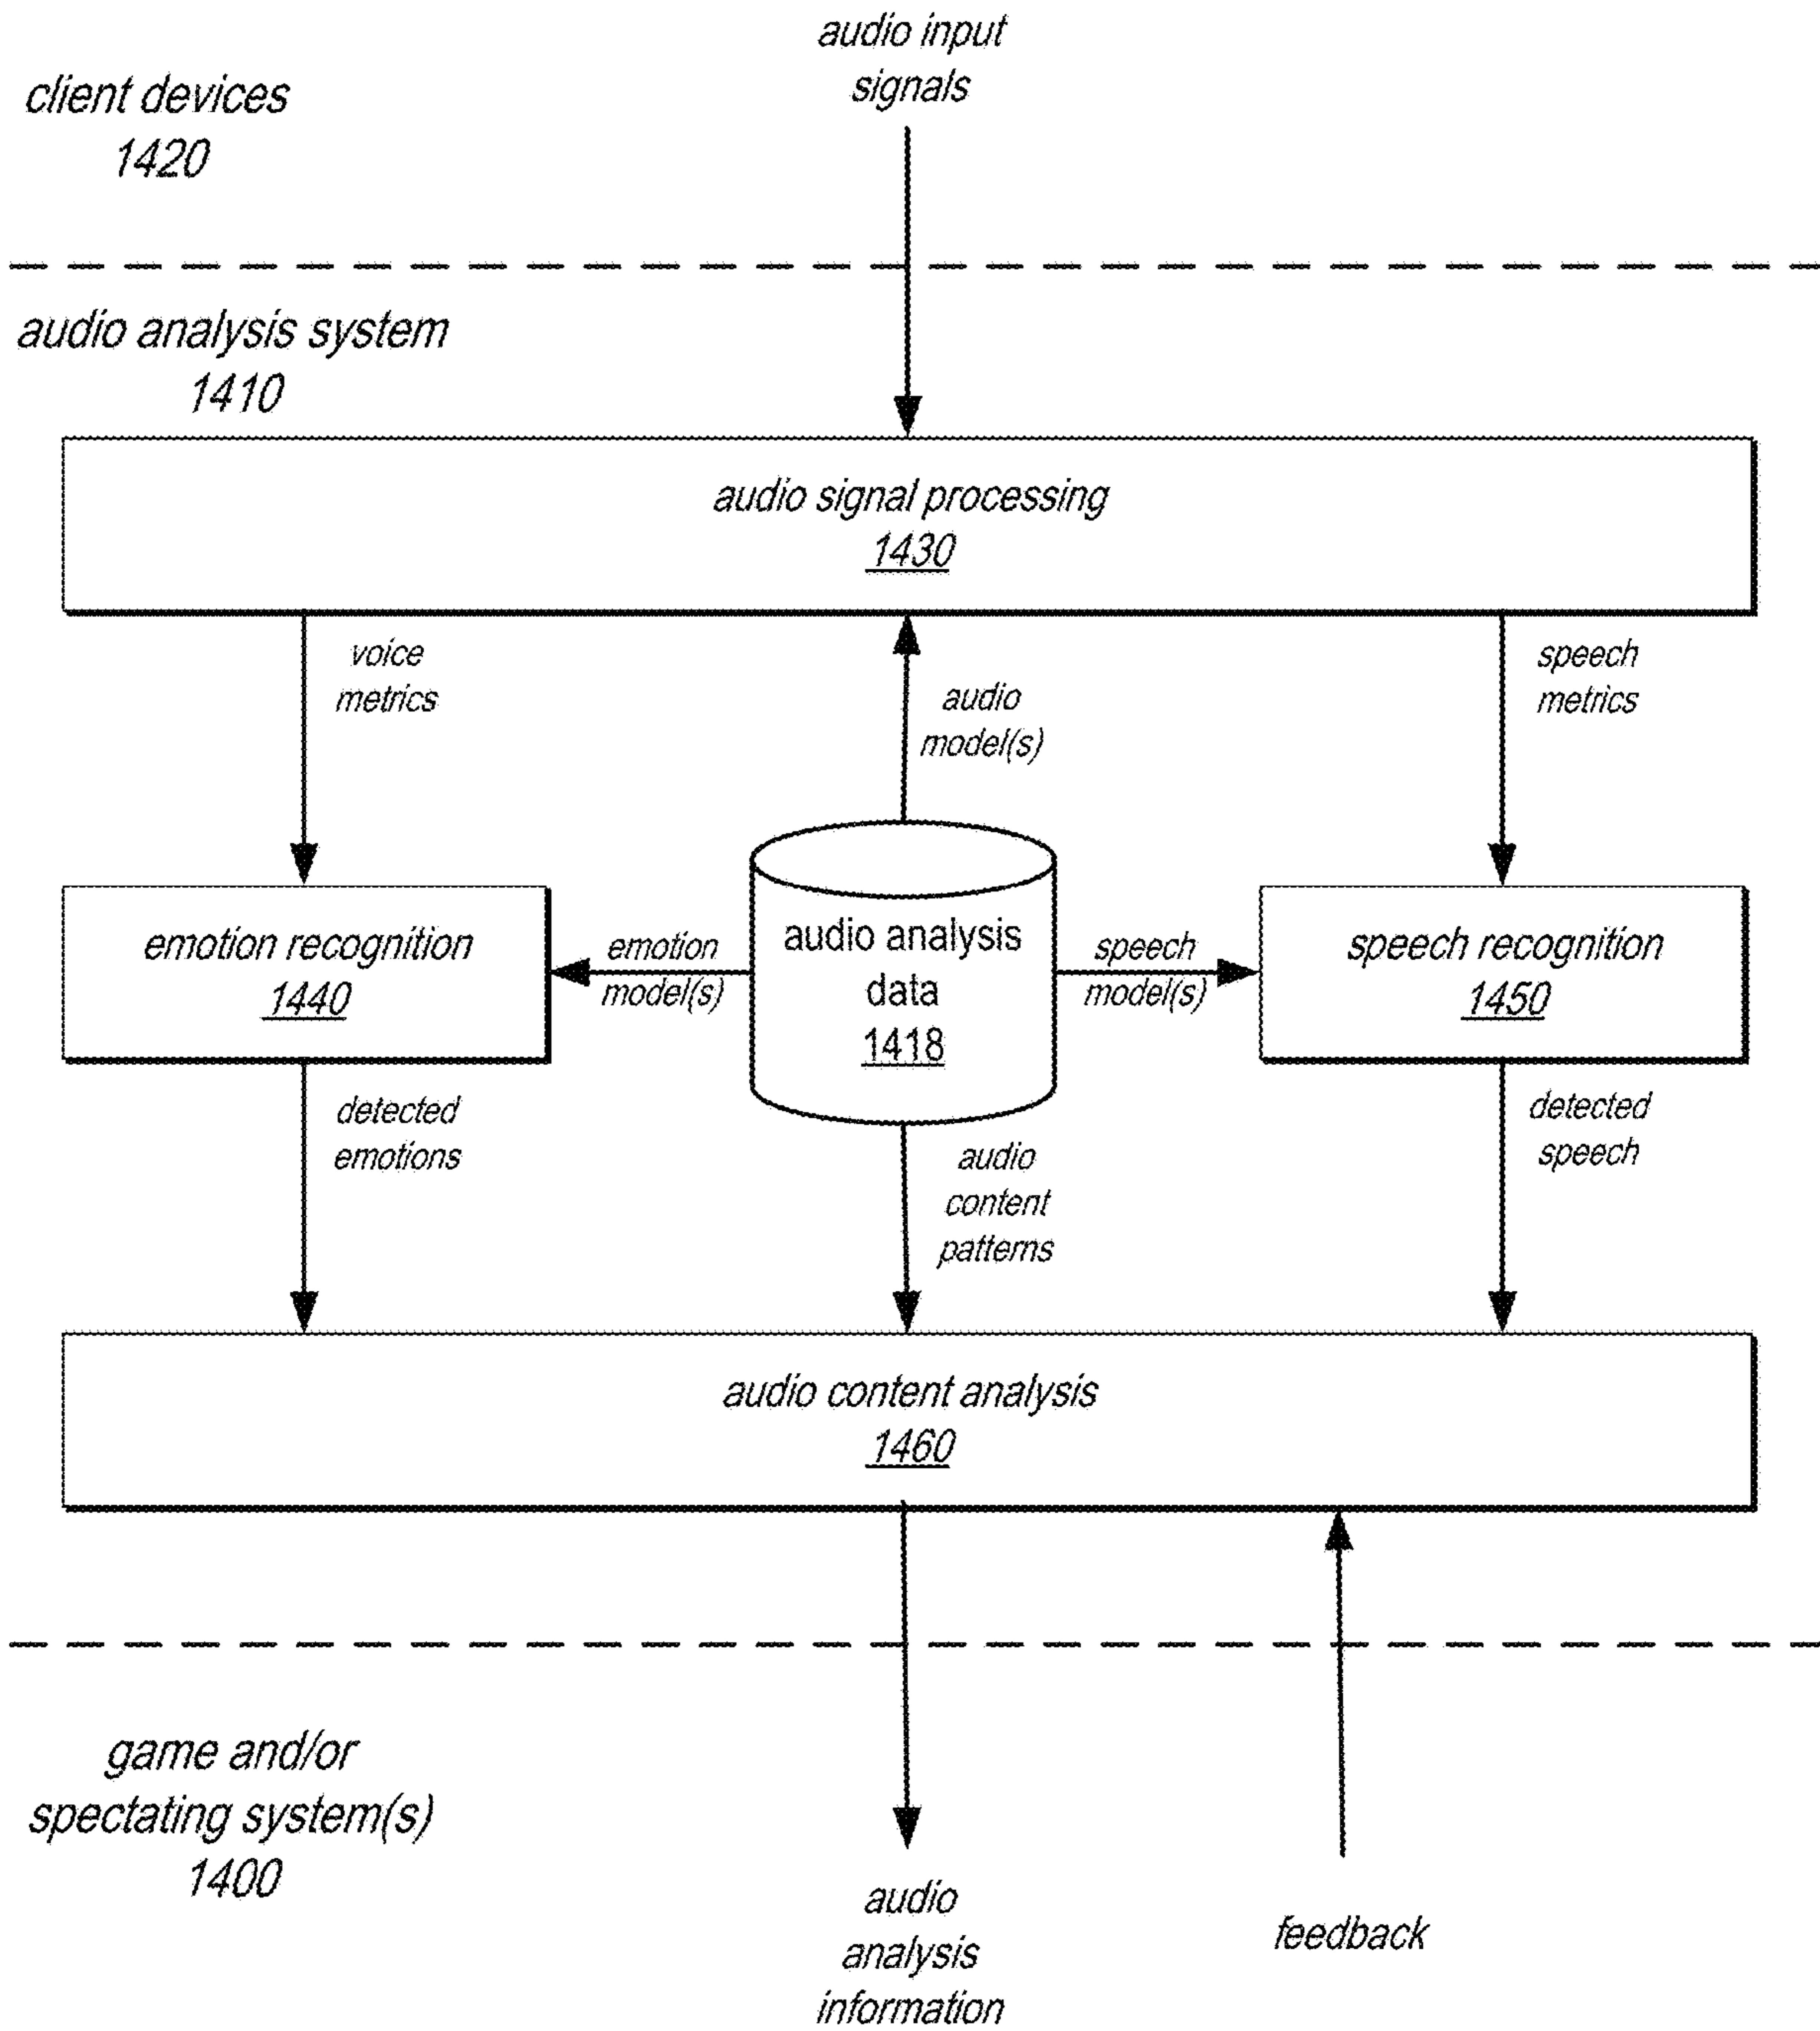 audio input
signals
client devices
1420
audio analysis system
1410
audio signal processing
1430
voice
metrics
audio
model(s)
speech
metrics
emotion recognition
1440
emotion
model(s)
audio analysis
data
1418
speech
model(s)
speech recognition
1450
detected
emotions
audio
content
patterns
detected
speech
audio content analysis
1460
game and/or
spectating system(s)
1400
audio
analysis
information
feedback